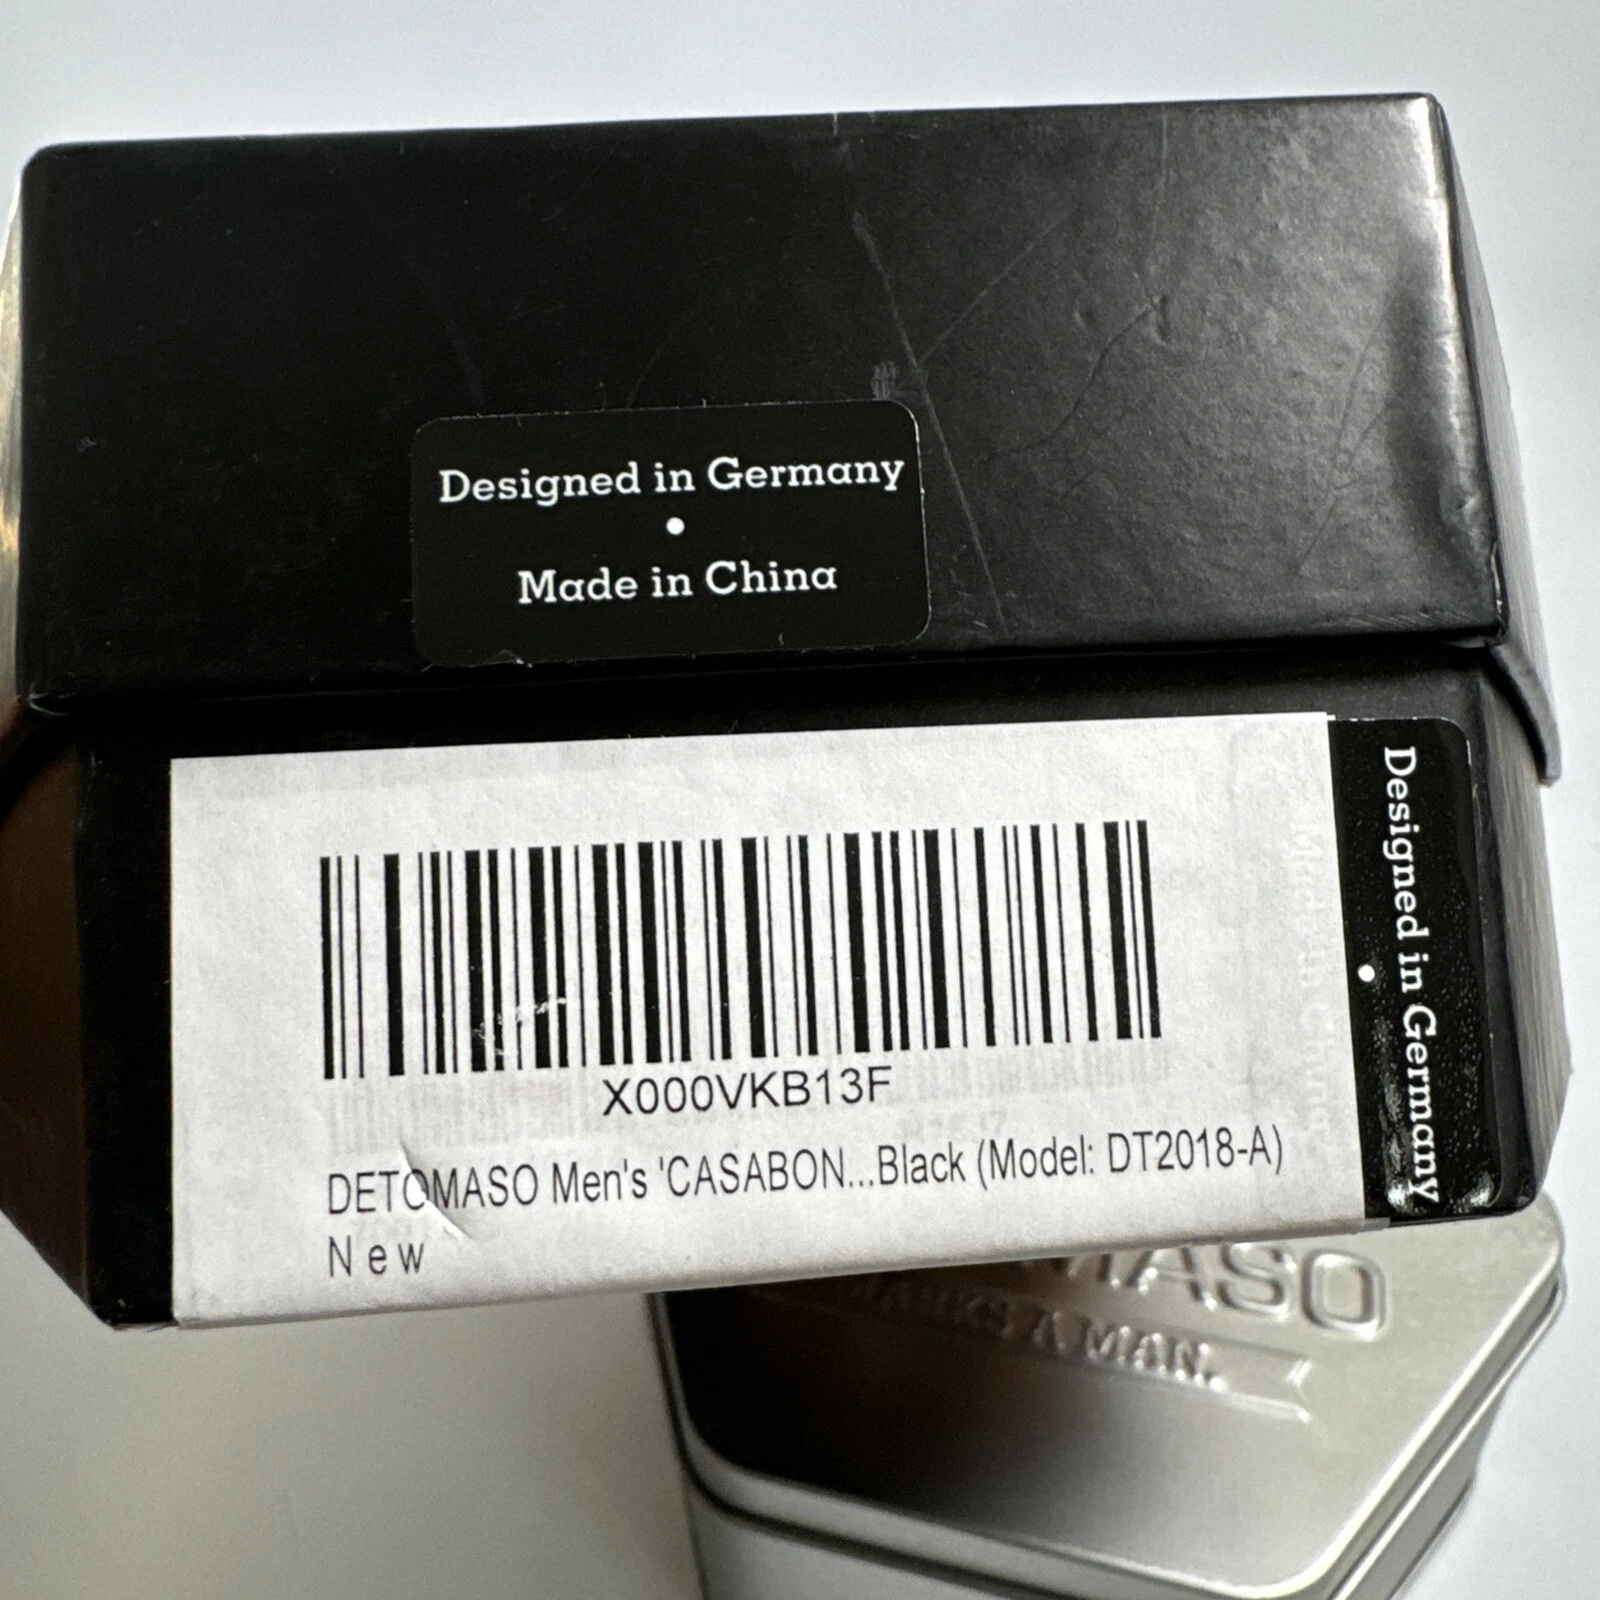 Designed in Germany
Made in China
Designed in Germany
X000VKB13F
DETOMASO Men's 'CASABON...Black (Model: DT2018-A)
New
MASO
MAKES A MAN.